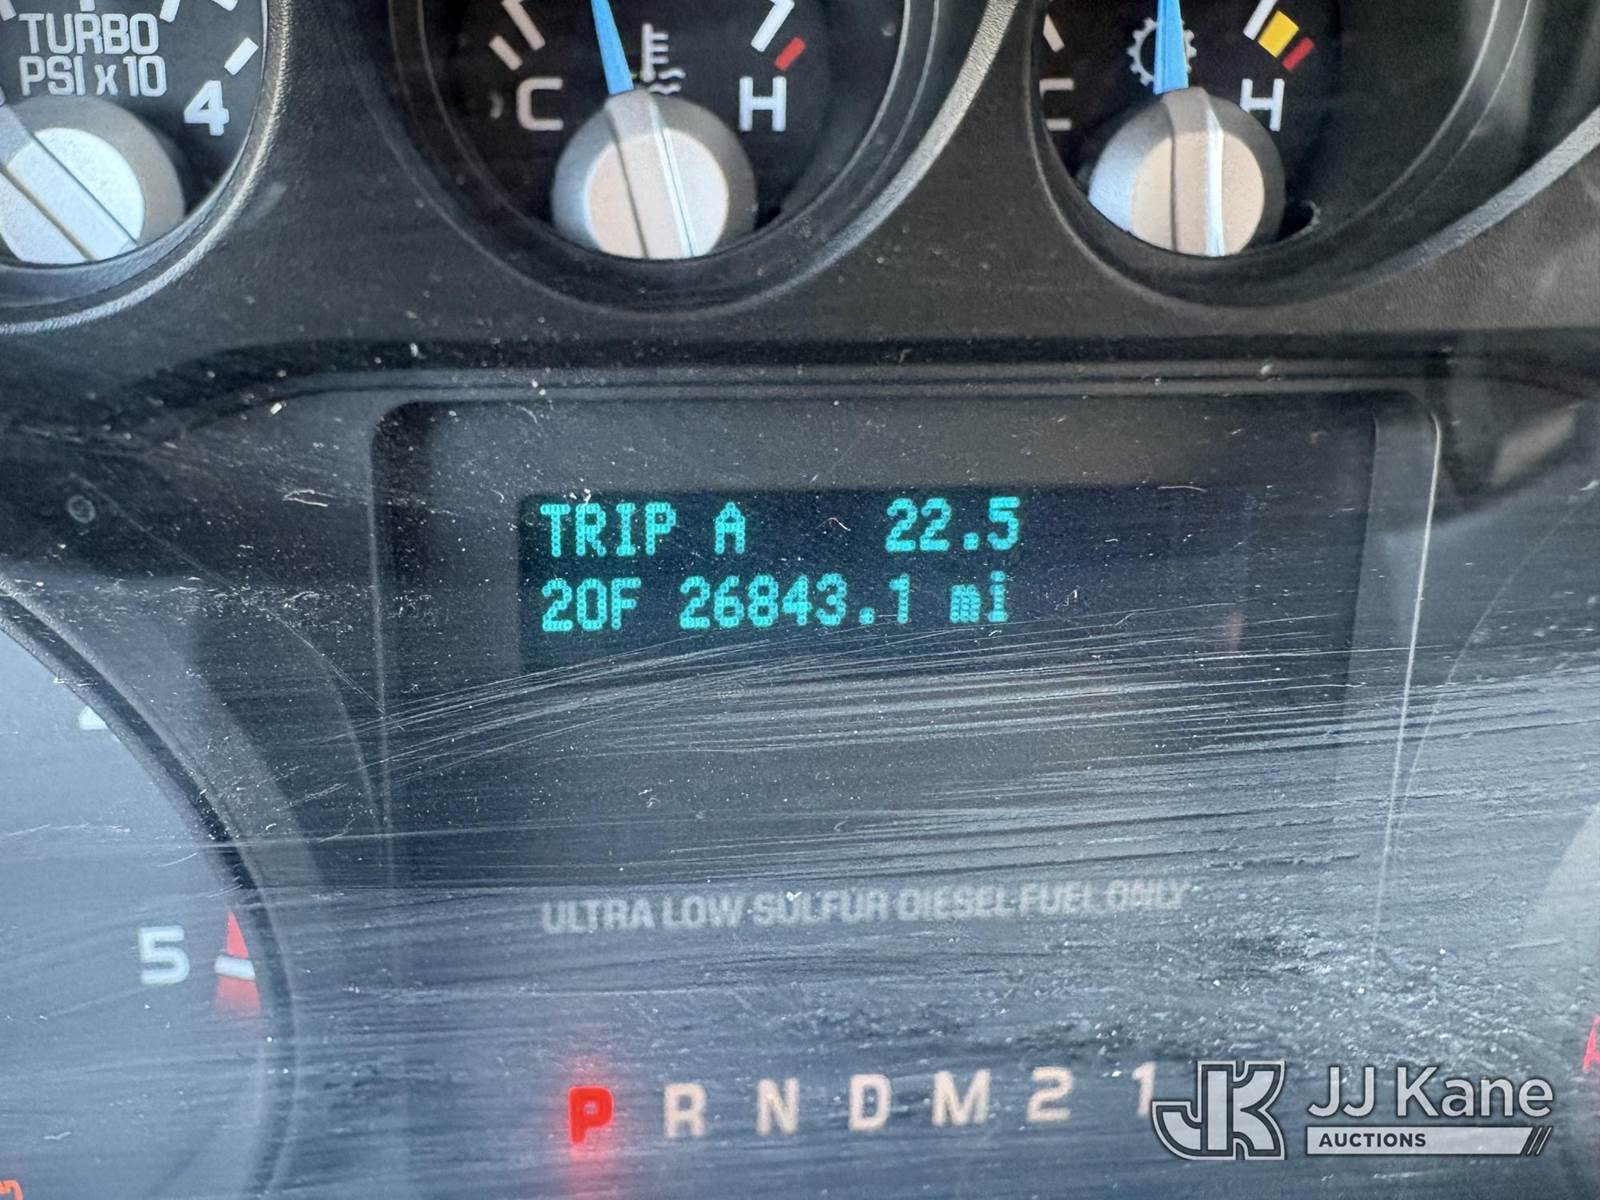 TURBO
PSI x 10
4
C
H
C
H
TRIP A 22.5
20F 26843.1 mi
ULTRA LOW SULFUR DIESEL FUEL ONLY
5
P R N D M 2 1
JJ Kane
AUCTIONS